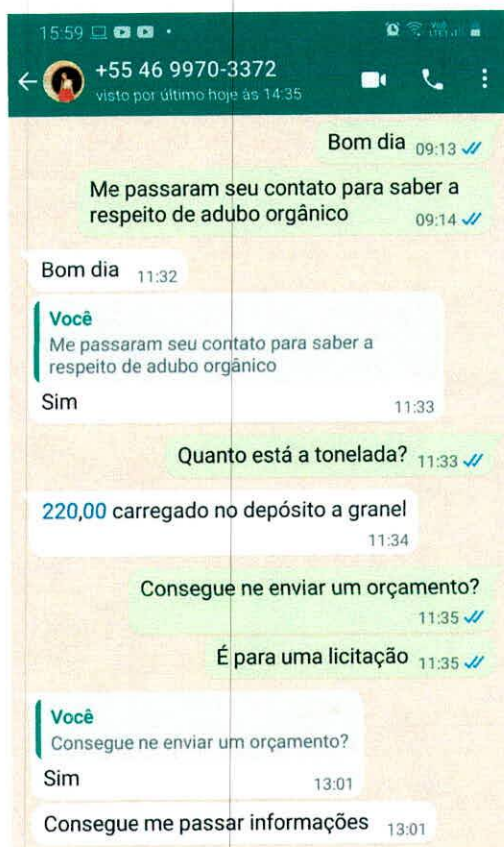 15:59
+55 46 9970-3372
visto por último hoje às 14:35
Bom dia 09:13
Me passaram seu contato para saber a
respeito de adubo orgânico 09:14
Bom dia 11:32
Você
Me passaram seu contato para saber a
respeito de adubo orgânico
Sim 11:33
Quanto está a tonelada? 11:33
220,00 carregado no depósito a granel
11:34
Consegue ne enviar um orçamento?
11:35
É para uma licitação 11:35
Você
Consegue ne enviar um orçamento?
Sim 13:01
Consegue me passar informações 13:01